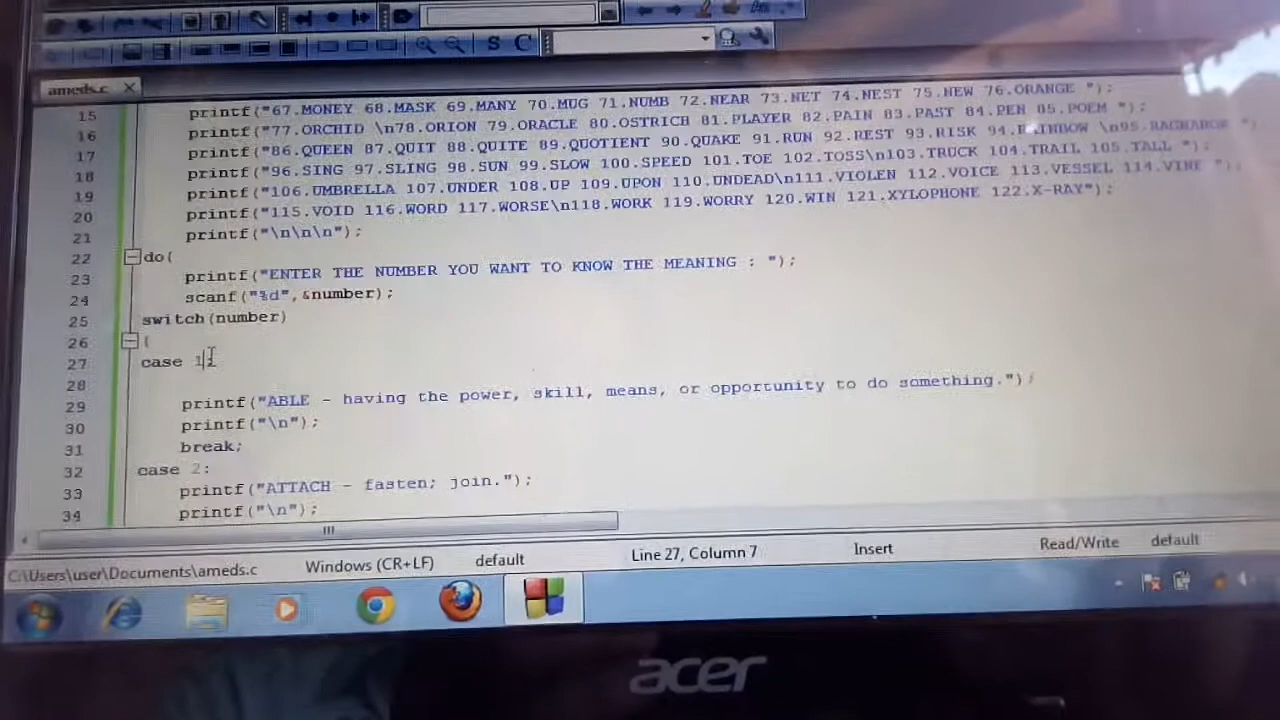 S C
ameds.c
15 printf("67.MONEY 68.MASK 69.MANY 70.MUG 71.NUMB 72.NEAR 73.NET 74.NEST 75.NEW 76.ORANGE ");
16 printf("77.ORCHID \n78.ORION 79.ORACLE 80.OSTRICH 81.PLAYER 82.PAIN 83.PAST 84.PEN 85.POEM ");
17 printf("86.QUEEN 87.QUIT 88.QUITE 89.QUOTIENT 90.QUAKE 91.RUN 92.REST 93.RISK 94.RAINBOW \n95.RAGNAROK ");
18 printf("96.SING 97.SLING 98.SUN 99.SLOW 100.SPEED 101.TOE 102.TOSS\n103.TRUCK 104.TRAIL 105.TALL ");
19 printf("106.UMBRELLA 107.UNDER 108.UP 109.UPON 110.UNDEAD\n111.VIOLEN 112.VOICE 113.VESSEL 114.VINE ");
20 printf("115.VOID 116.WORD 117.WORSE\n118.WORK 119.WORRY 120.WIN 121.XYLOPHONE 122.X-RAY");
21 printf("\n\n\n");
22 do{
23 printf("ENTER THE NUMBER YOU WANT TO KNOW THE MEANING : ");
24 scanf("%d",&number);
25 switch(number)
26 {
27 case 1:
28
29 printf("ABLE - having the power, skill, means, or opportunity to do something.");
30 printf("\n");
31 break;
32 case 2:
33 printf("ATTACH - fasten; join.");
34 printf("\n");
C:\Users\user\Documents\ameds.c Windows (CR+LF) default Line 27, Column 7 Insert Read/Write default
acer